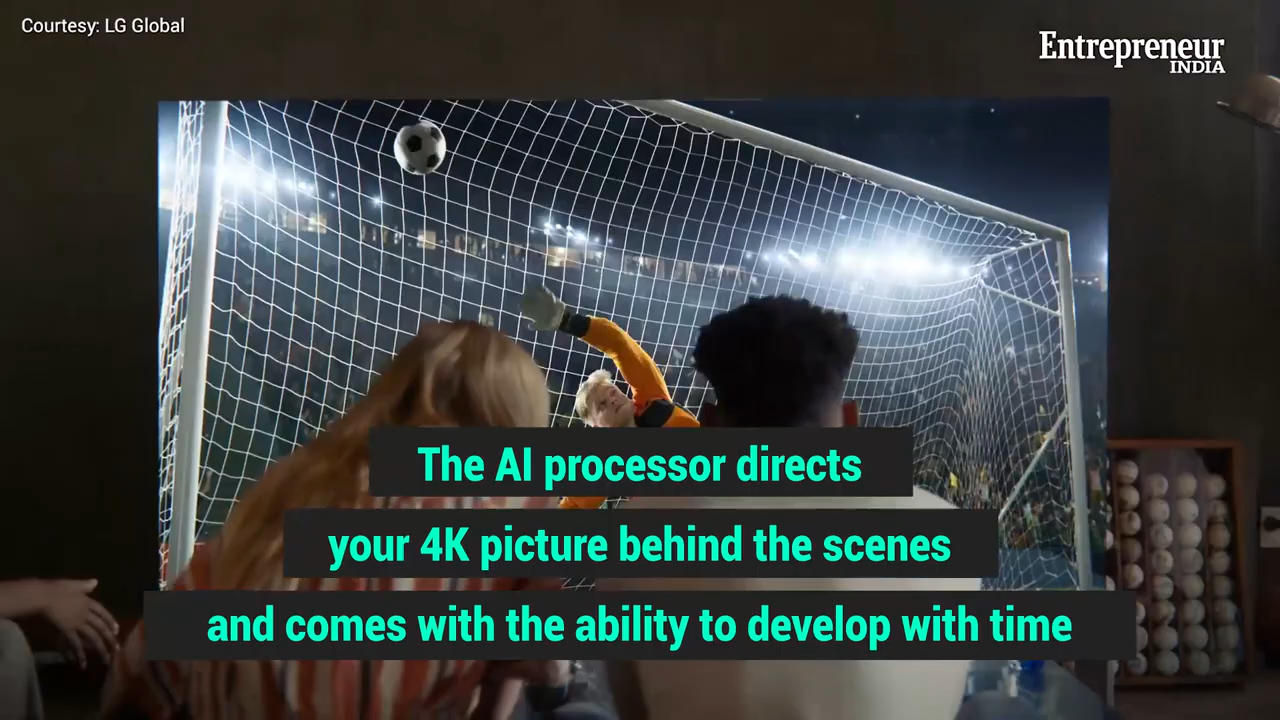 Courtesy: LG Global
Entrepreneur
INDIA
The AI processor directs
your 4K picture behind the scenes
and comes with the ability to develop with time